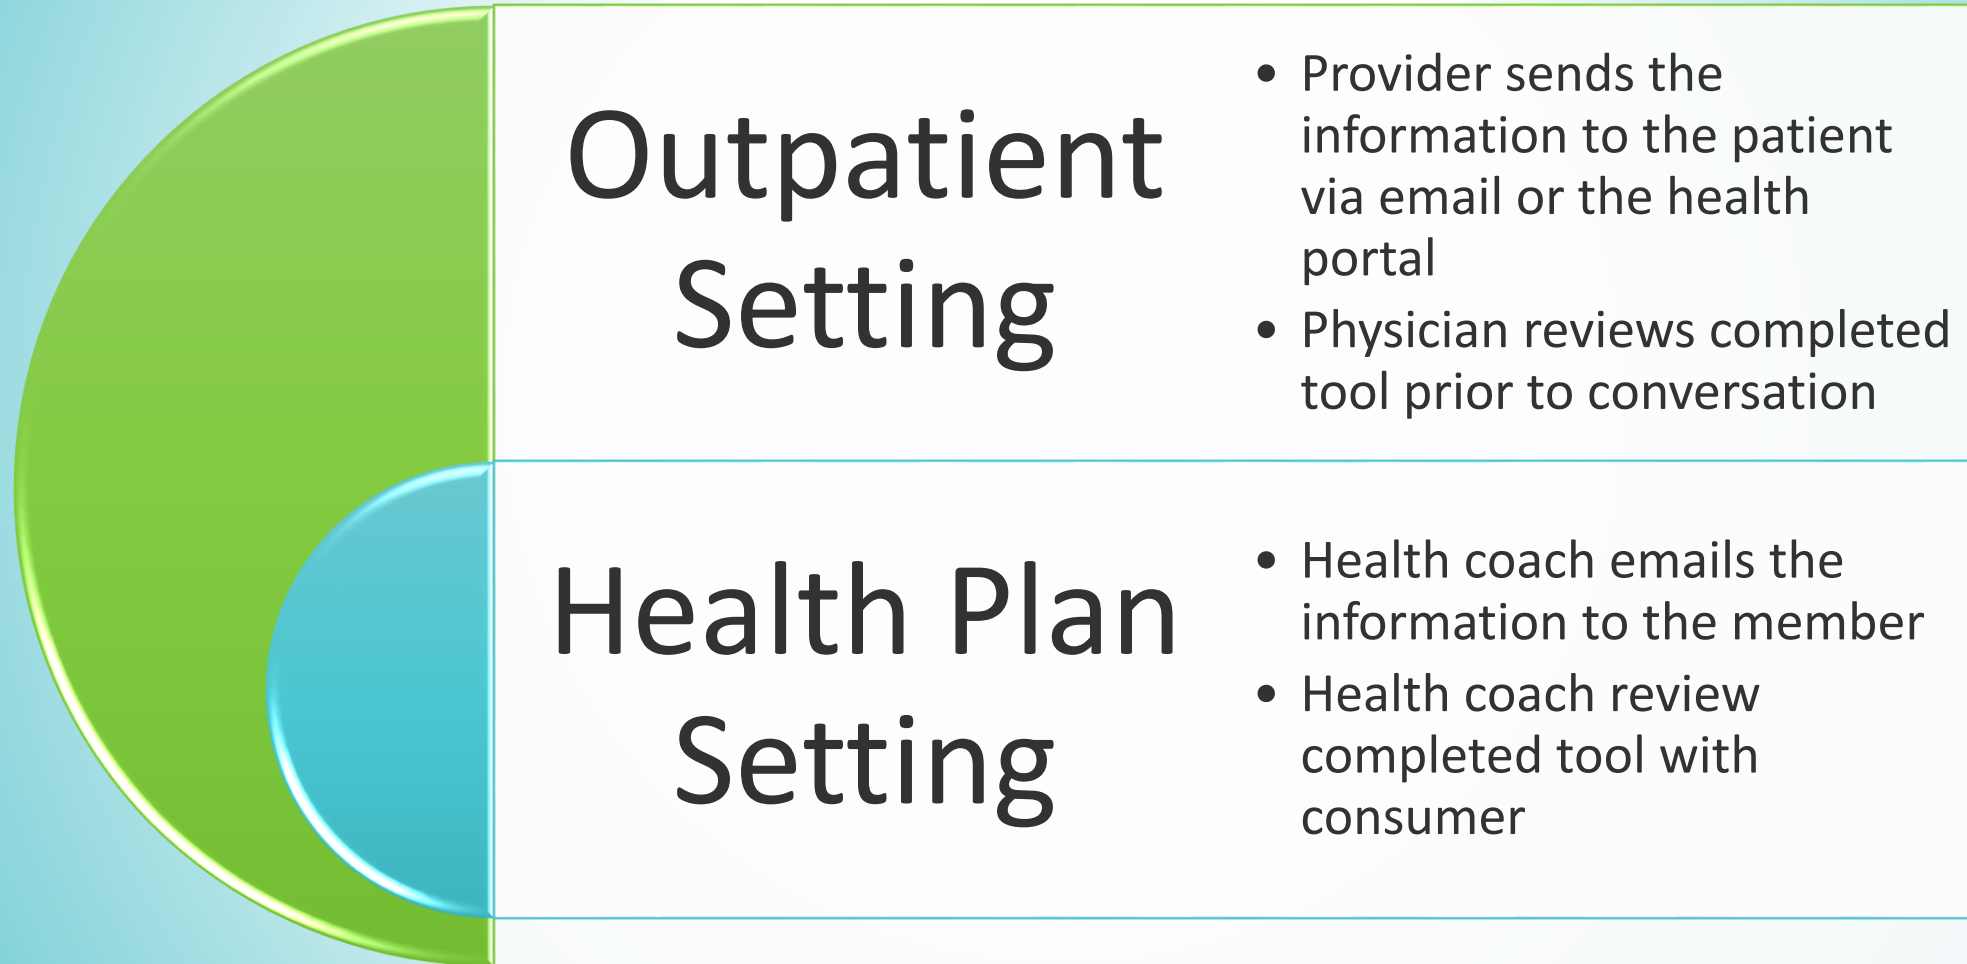 Outpatient
Setting
• Provider sends the
information to the patient
via email or the health
portal
• Physician reviews completed
tool prior to conversation
Health Plan
Setting
• Health coach emails the
information to the member
• Health coach review
completed tool with
consumer